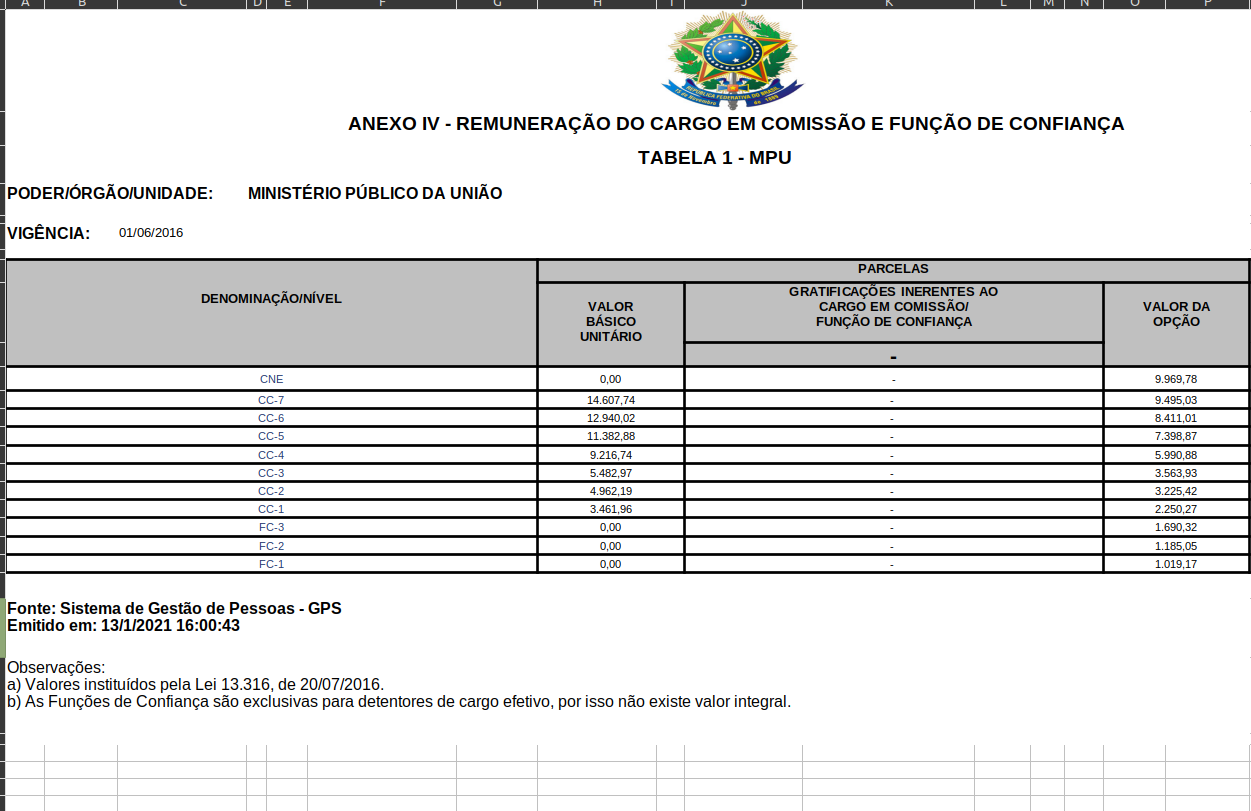 A B C D E F G H I J K L M N O P
REPÚBLICA FEDERATIVA DO BRASIL
15 de Novembro de 1889
ANEXO IV - REMUNERAÇÃO DO CARGO EM COMISSÃO E FUNÇÃO DE CONFIANÇA
TABELA 1 - MPU
PODER/ÓRGÃO/UNIDADE: MINISTÉRIO PÚBLICO DA UNIÃO
VIGÊNCIA: 01/06/2016
DENOMINAÇÃO/NÍVEL
PARCELAS
VALOR
BÁSICO
UNITÁRIO
GRATIFICAÇÕES INERENTES AO
CARGO EM COMISSÃO/
FUNÇÃO DE CONFIANÇA
-
VALOR DA
OPÇÃO
CNE 0,00 - 9.969,78
CC-7 14.607,74 - 9.495,03
CC-6 12.940,02 - 8.411,01
CC-5 11.382,88 - 7.398,87
CC-4 9.216,74 - 5.990,88
CC-3 5.482,97 - 3.563,93
CC-2 4.962,19 - 3.225,42
CC-1 3.461,96 - 2.250,27
FC-3 0,00 - 1.690,32
FC-2 0,00 - 1.185,05
FC-1 0,00 - 1.019,17
Fonte: Sistema de Gestão de Pessoas - GPS
Emitido em: 13/1/2021 16:00:43
Observações:
a) Valores instituídos pela Lei 13.316, de 20/07/2016.
b) As Funções de Confiança são exclusivas para detentores de cargo efetivo, por isso não existe valor integral.